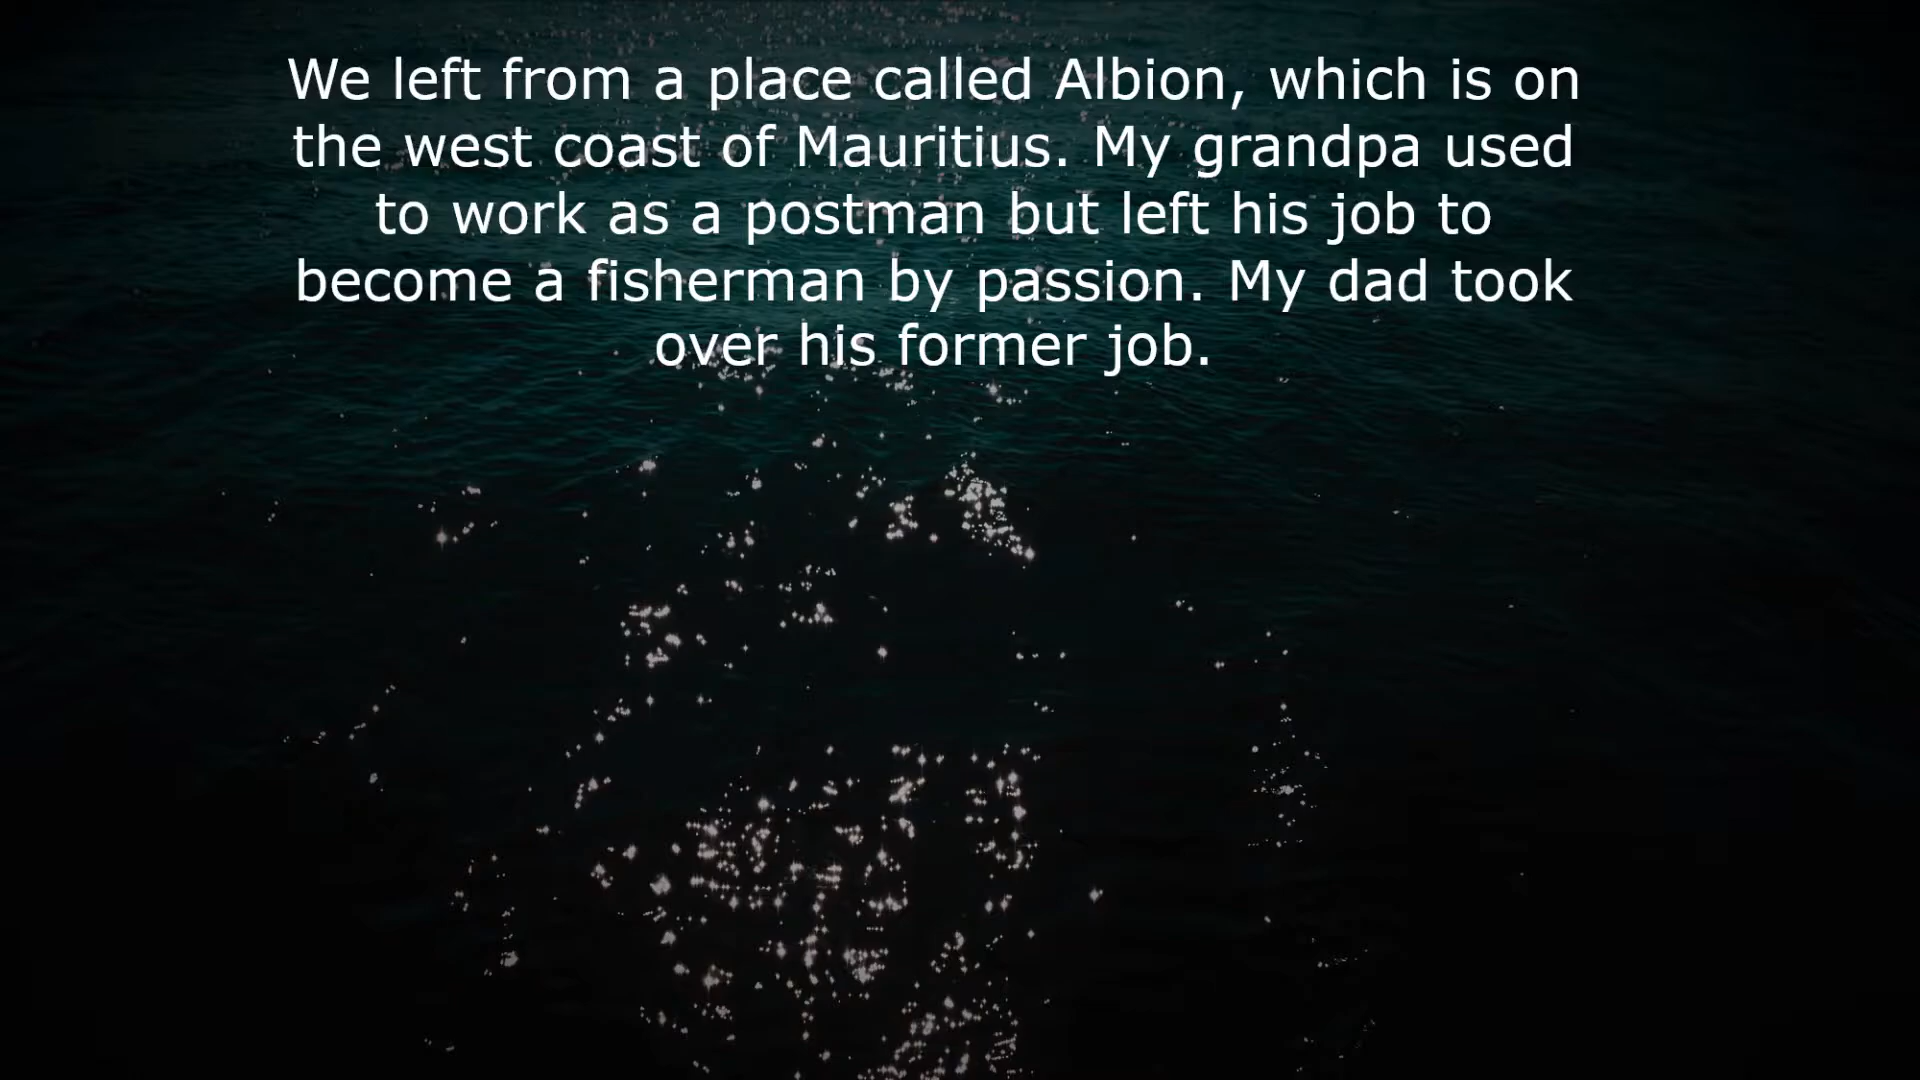 We left from a place called Albion, which is on
the west coast of Mauritius. My grandpa used
to work as a postman but left his job to
become a fisherman by passion. My dad took
over his former job.